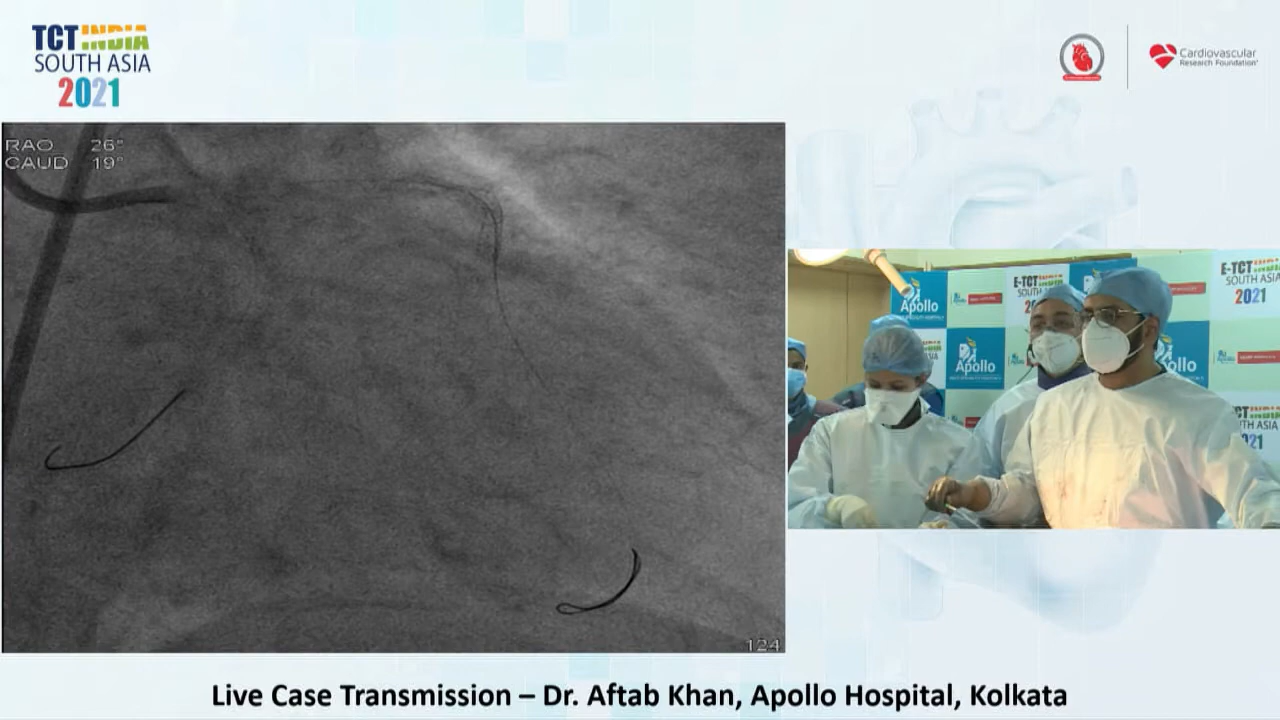 TCT INDIA
SOUTH ASIA
2021
Cardiovascular
Research Foundation
RAO 26°
CAUD 19°
124
E-TCT INDIA
SOUTH ASIA
2021
Apollo
Apollo
Apollo
Live Case Transmission – Dr. Aftab Khan, Apollo Hospital, Kolkata